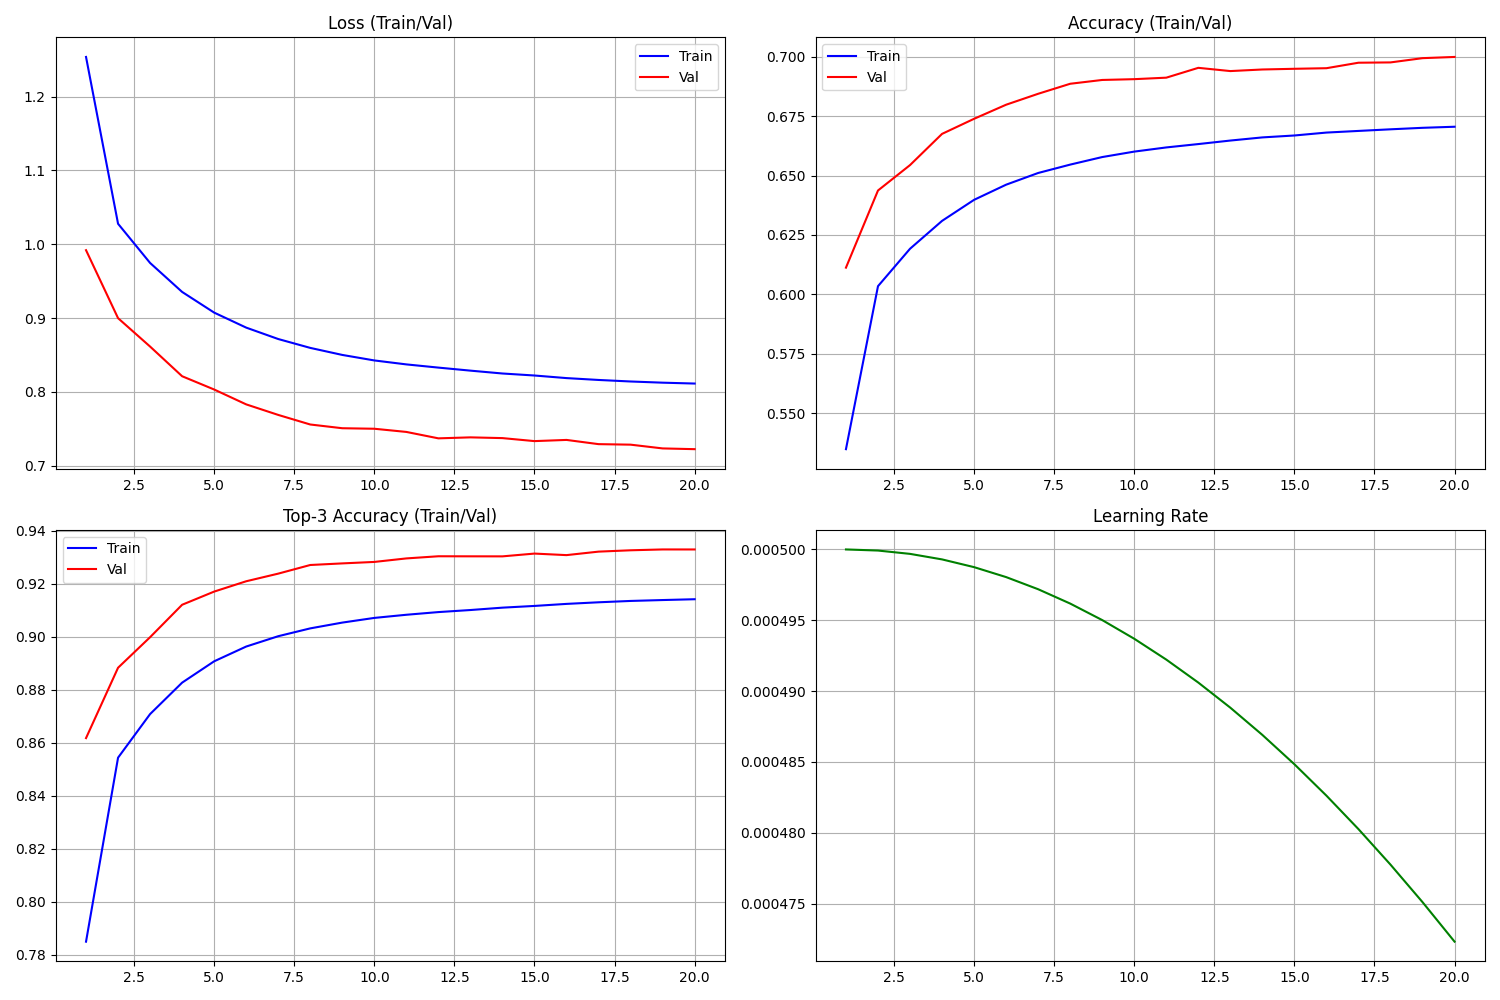 Loss (Train/Val)
Train
Val
1.2
1.1
1.0
0.9
0.8
0.7
2.5 5.0 7.5 10.0 12.5 15.0 17.5 20.0
Accuracy (Train/Val)
Train
Val
0.700
0.675
0.650
0.625
0.600
0.575
0.550
2.5 5.0 7.5 10.0 12.5 15.0 17.5 20.0
Top-3 Accuracy (Train/Val)
Train
Val
0.94
0.92
0.90
0.88
0.86
0.84
0.82
0.80
0.78
2.5 5.0 7.5 10.0 12.5 15.0 17.5 20.0
Learning Rate
0.000500
0.000495
0.000490
0.000485
0.000480
0.000475
2.5 5.0 7.5 10.0 12.5 15.0 17.5 20.0